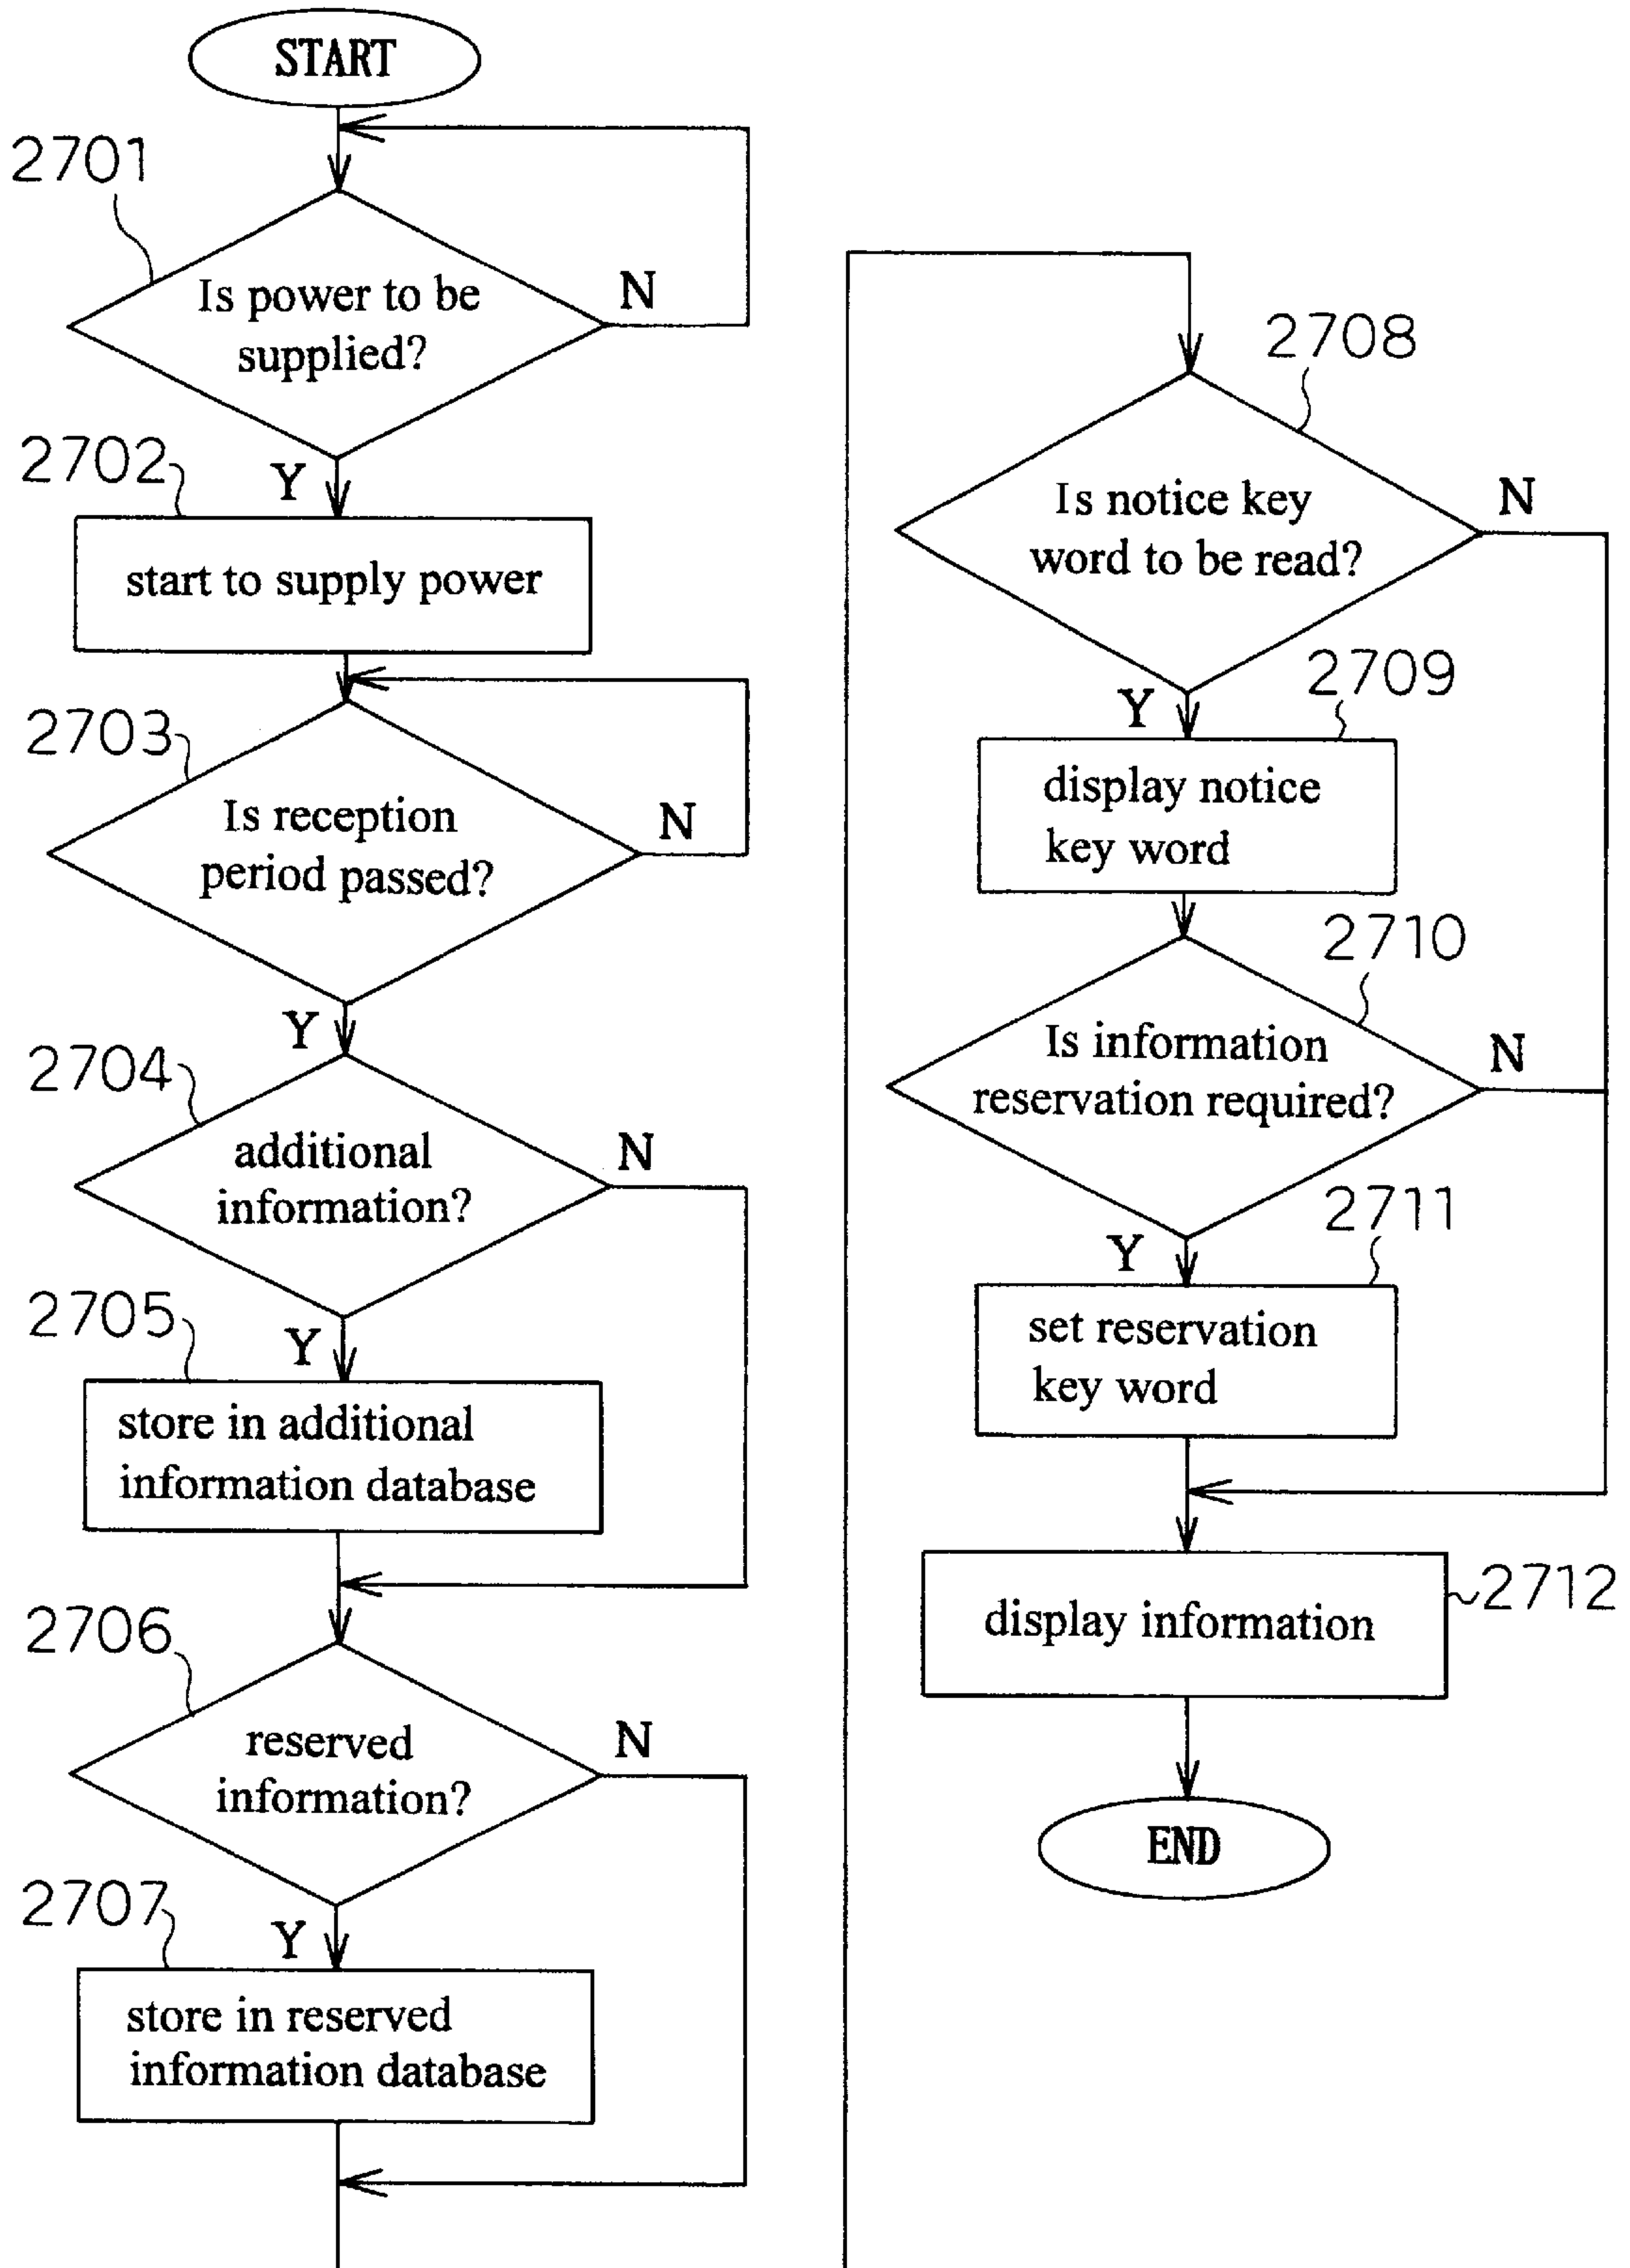 START
2701
Is power to be
supplied?
N
Y
2702
start to supply power
2703
Is reception
period passed?
N
Y
2704
additional
information?
N
Y
2705
store in additional
information database
2706
reserved
information?
N
Y
2707
store in reserved
information database
2708
Is notice key
word to be read?
N
Y
2709
display notice
key word
2710
Is information
reservation required?
N
Y
2711
set reservation
key word
2712
display information
END